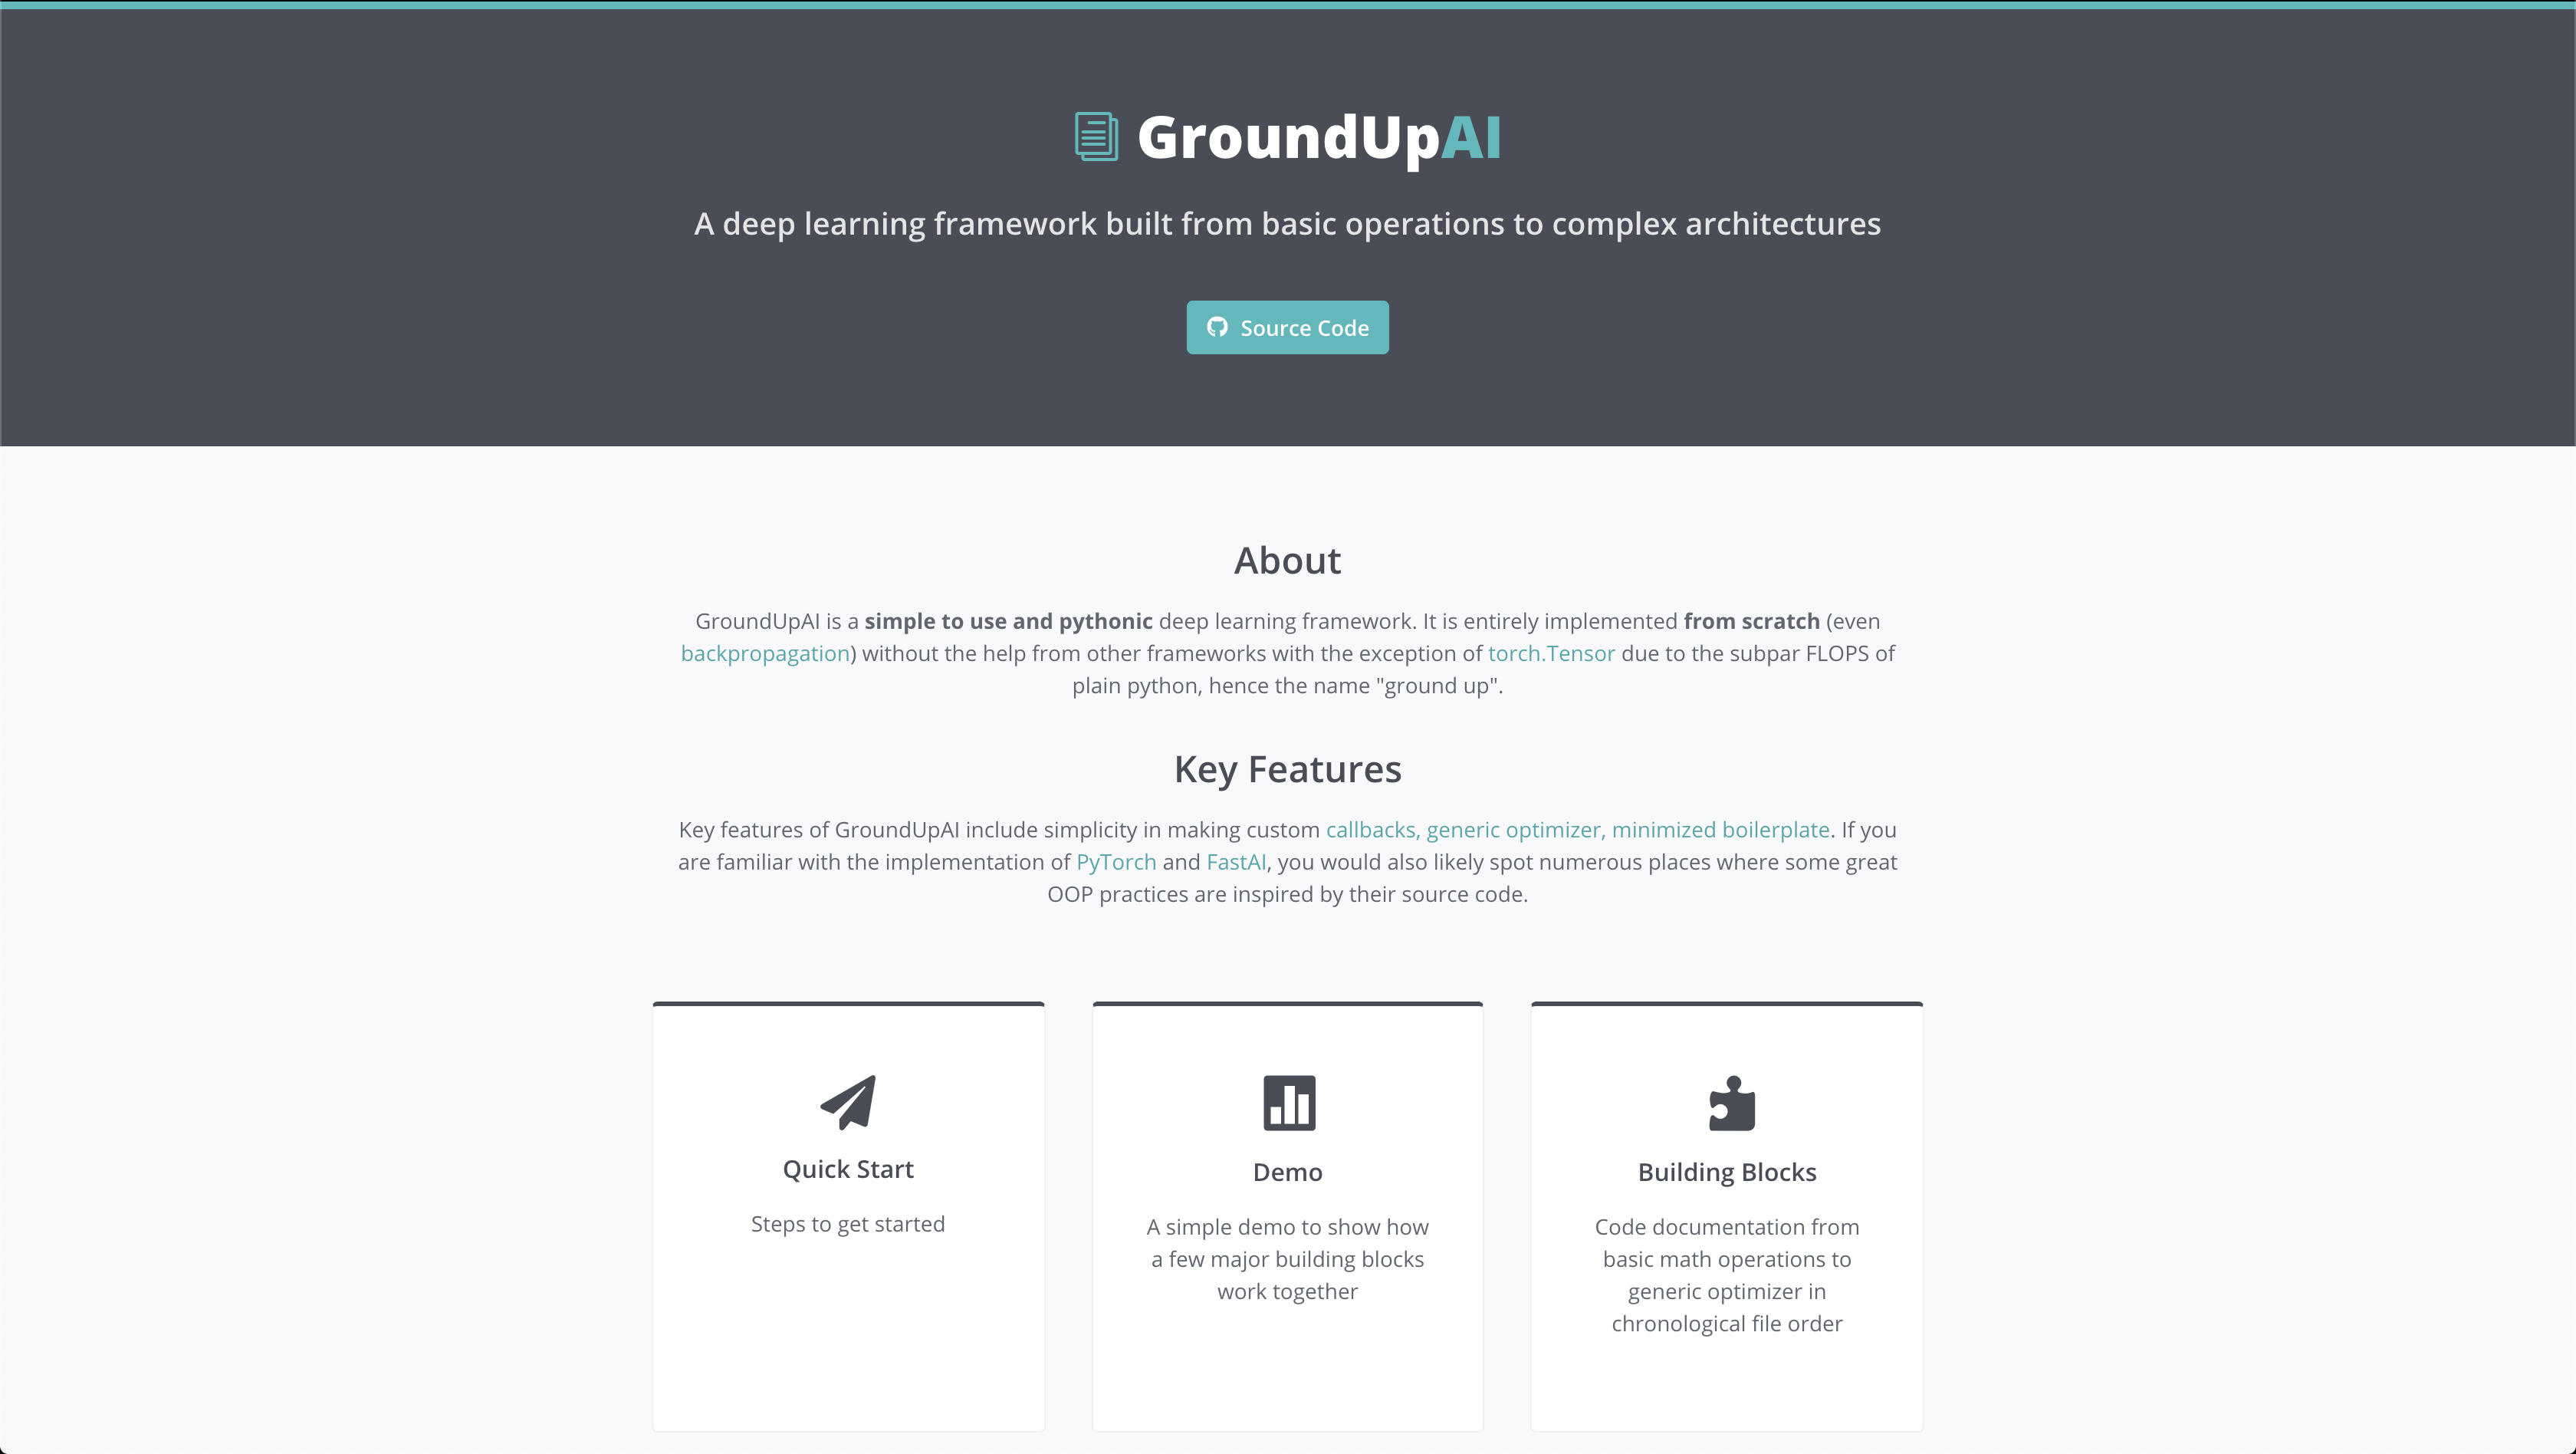 GroundUpAI
A deep learning framework built from basic operations to complex architectures
Source Code
About
GroundUpAI is a simple to use and pythonic deep learning framework. It is entirely implemented from scratch (even
backpropagation) without the help from other frameworks with the exception of torch.Tensor due to the subpar FLOPS of
plain python, hence the name "ground up".
Key Features
Key features of GroundUpAI include simplicity in making custom callbacks, generic optimizer, minimized boilerplate. If you
are familiar with the implementation of PyTorch and FastAI, you would also likely spot numerous places where some great
OOP practices are inspired by their source code.
Quick Start
Steps to get started
Demo
A simple demo to show how
a few major building blocks
work together
Building Blocks
Code documentation from
basic math operations to
generic optimizer in
chronological file order